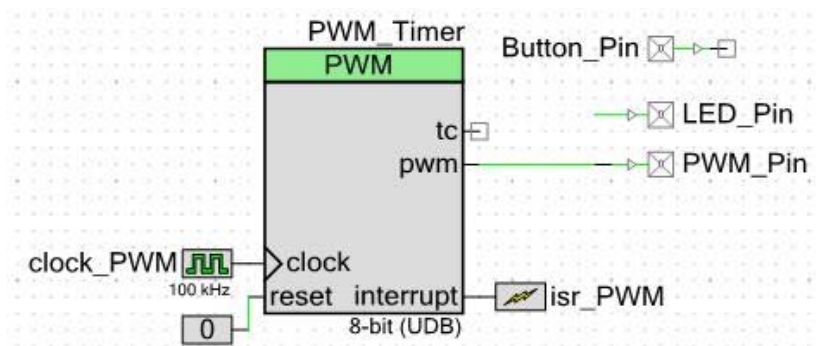 PWM_Timer
PWM
Button_Pin
tc
LED_Pin
pwm
PWM_Pin
clock_PWM
clock
100 kHz
reset
interrupt
isr_PWM
0
8-bit (UDB)